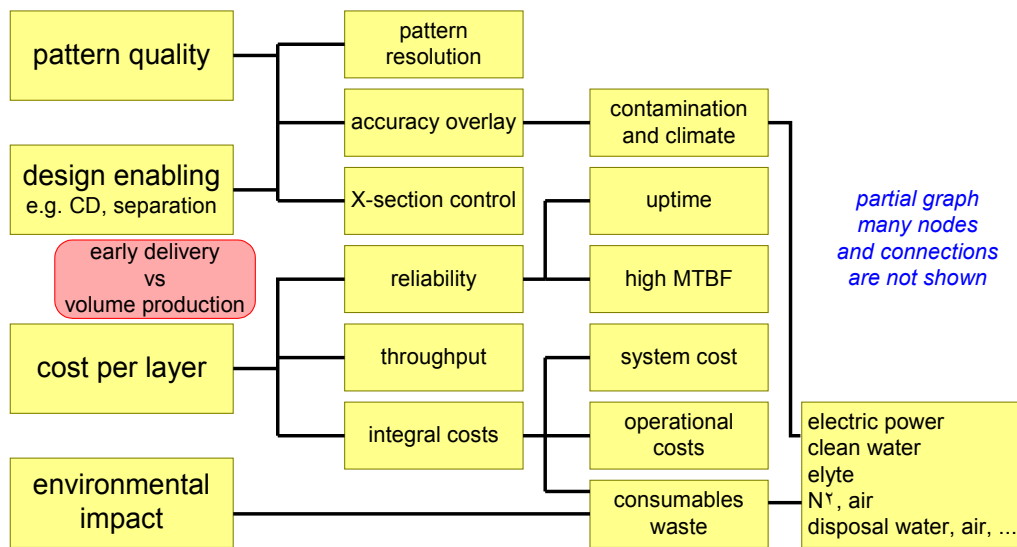 pattern quality
design enabling
e.g. CD, separation
early delivery
vs
volume production
cost per layer
environmental
impact
pattern
resolution
accuracy overlay
X-section control
reliability
throughput
integral costs
contamination
and climate
uptime
high MTBF
system cost
operational
costs
consumables
waste
partial graph
many nodes
and connections
are not shown
electric power
clean water
elyte
N٢, air
disposal water, air, ...